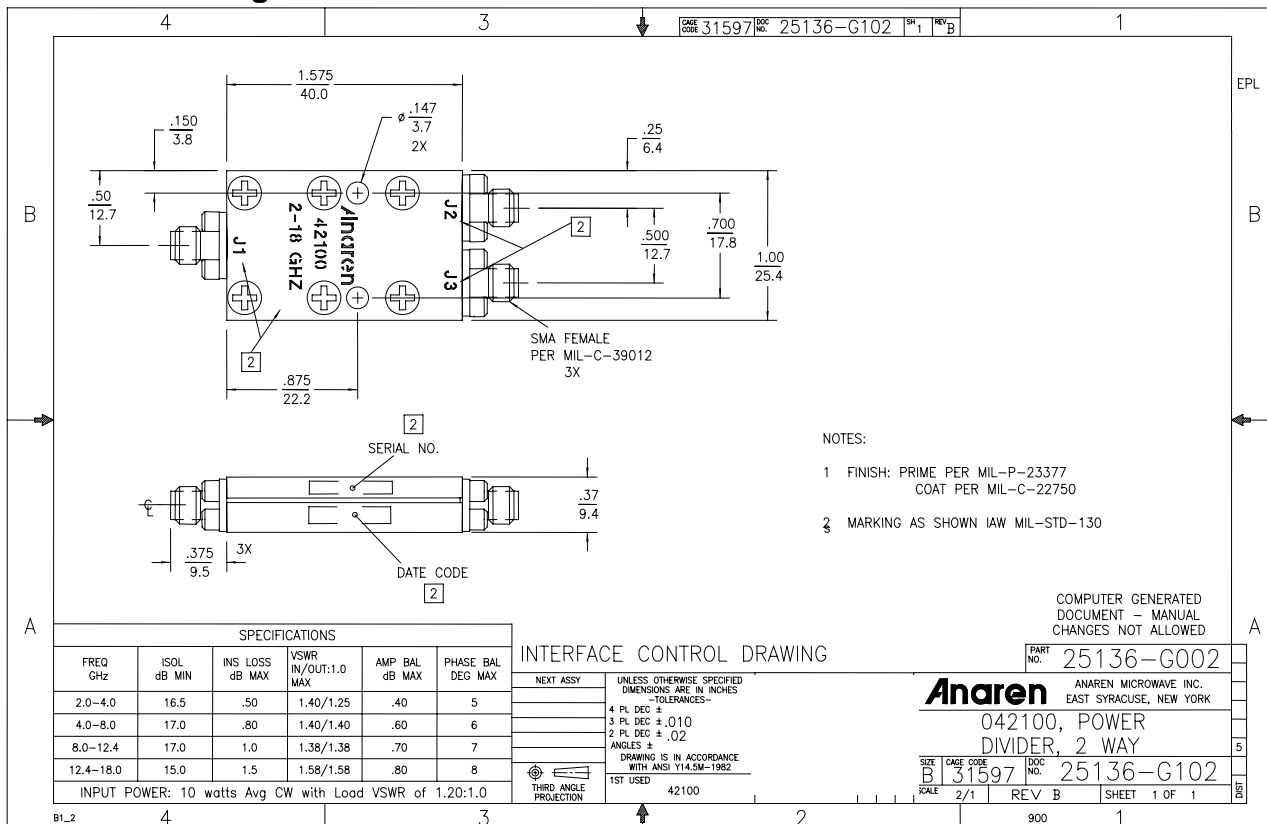 4 3 CAGE CODE 31597 DOC NO. 25136-G102 SH 1 REV B 1
EPL
1.575
40.0
.150
3.8
ø .147
3.7
2X
.25
6.4
.50
12.7
B
B
J1
2-18 GHZ
42100
Anaren
J2
J3
2
.500
12.7
.700
17.8
1.00
25.4
2
SMA FEMALE
PER MIL-C-39012
3X
.875
22.2
2
SERIAL NO.
NOTES:
1 FINISH: PRIME PER MIL-P-23377
COAT PER MIL-C-22750
2 MARKING AS SHOWN IAW MIL-STD-130
.37
9.4
.375
9.5
3X
DATE CODE
2
COMPUTER GENERATED
DOCUMENT - MANUAL
CHANGES NOT ALLOWED
A
A
SPECIFICATIONS
FREQ GHz ISOL dB MIN INS LOSS dB MAX VSWR IN/OUT:1.0 MAX AMP BAL dB MAX PHASE BAL DEG MAX
2.0-4.0 16.5 .50 1.40/1.25 .40 5
4.0-8.0 17.0 .80 1.40/1.40 .60 6
8.0-12.4 17.0 1.0 1.38/1.38 .70 7
12.4-18.0 15.0 1.5 1.58/1.58 .80 8
INPUT POWER: 10 watts Avg CW with Load VSWR of 1.20:1.0
INTERFACE CONTROL DRAWING
NEXT ASSY
UNLESS OTHERWISE SPECIFIED
DIMENSIONS ARE IN INCHES
-TOLERANCES-
4 PL DEC ±
3 PL DEC ± .010
2 PL DEC ± .02
ANGLES ±
DRAWING IS IN ACCORDANCE
WITH ANSI Y14.5M-1982
THIRD ANGLE
PROJECTION
1ST USED
42100
PART NO. 25136-G002
Anaren ANAREN MICROWAVE INC.
EAST SYRACUSE, NEW YORK
042100, POWER
DIVIDER, 2 WAY
SIZE B CAGE CODE 31597 DOC NO. 25136-G102
SCALE 2/1 REV B SHEET 1 OF 1
5
DIST
B1_2 4 3 2 900 1